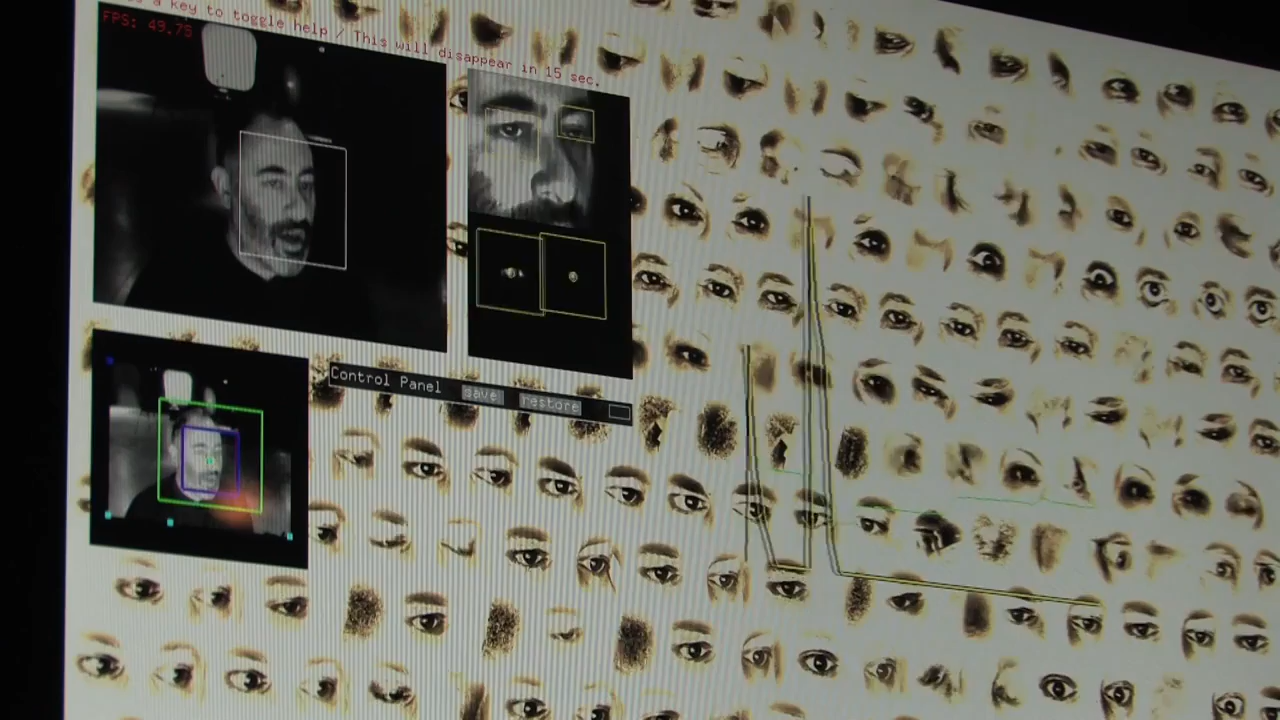 a key to toggle help / This will disappear in 15 sec.
FPS: 49.75
Control Panel save restore